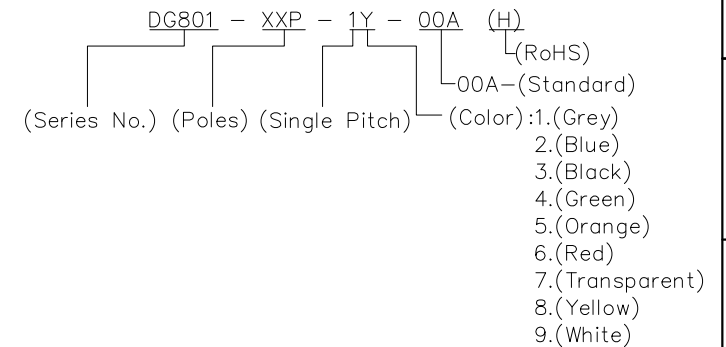 DG801 - XXP - 1Y - 00A (H)
(RoHS)
00A-(Standard)
(Series No.) (Poles) (Single Pitch) (Color):1.(Grey)
2.(Blue)
3.(Black)
4.(Green)
5.(Orange)
6.(Red)
7.(Transparent)
8.(Yellow)
9.(White)